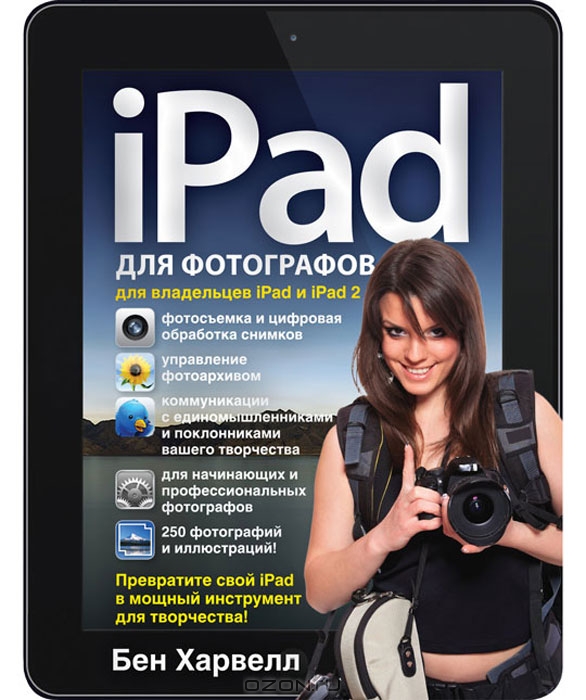 iPad
ДЛЯ ФОТОГРАФОВ
для владельцев iPad и iPad 2
фотосъемка и цифровая
обработка снимков
управление
фотоархивом
коммуникации
с единомышленниками
и поклонниками
вашего творчества
для начинающих и
профессиональных
фотографов
250 фотографий
и иллюстраций!
Превратите свой iPad
в мощный инструмент
для творчества!
Бен Харвелл
OZON.RU